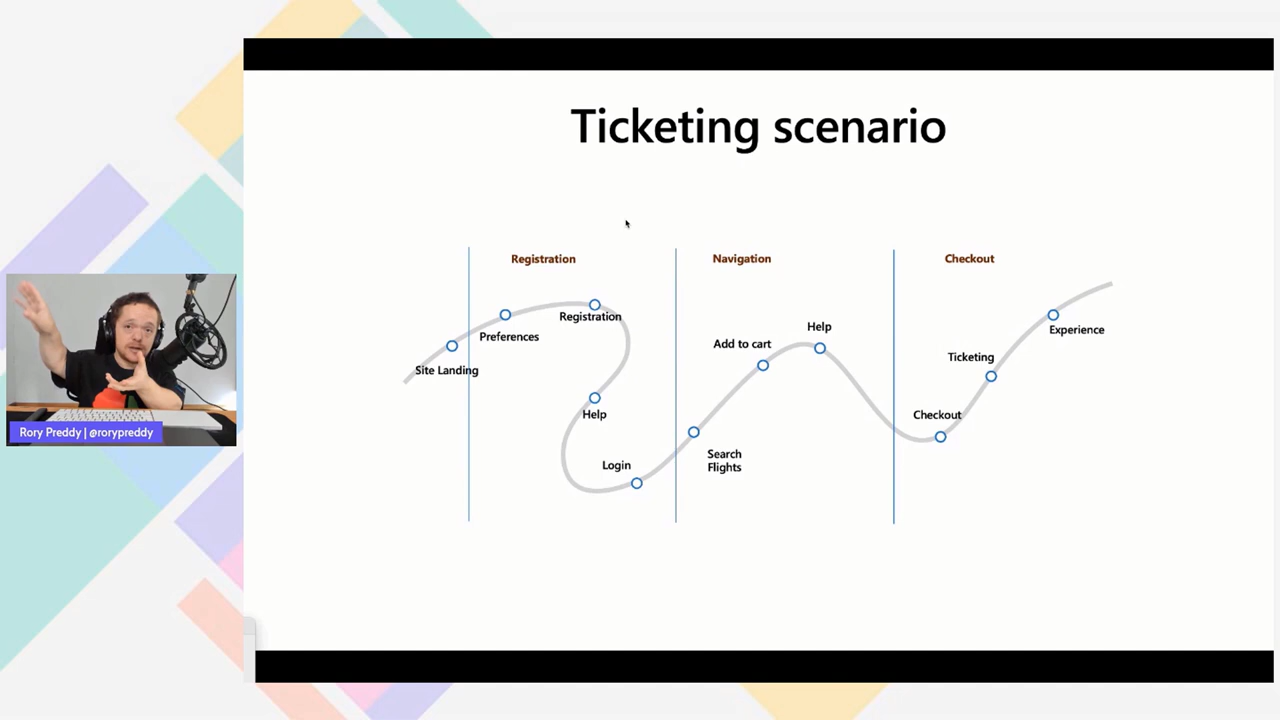 Ticketing scenario
Registration
Navigation
Checkout
Site Landing
Preferences
Registration
Help
Login
Search
Flights
Add to cart
Help
Checkout
Ticketing
Experience
Rory Preddy | @rorypreddy